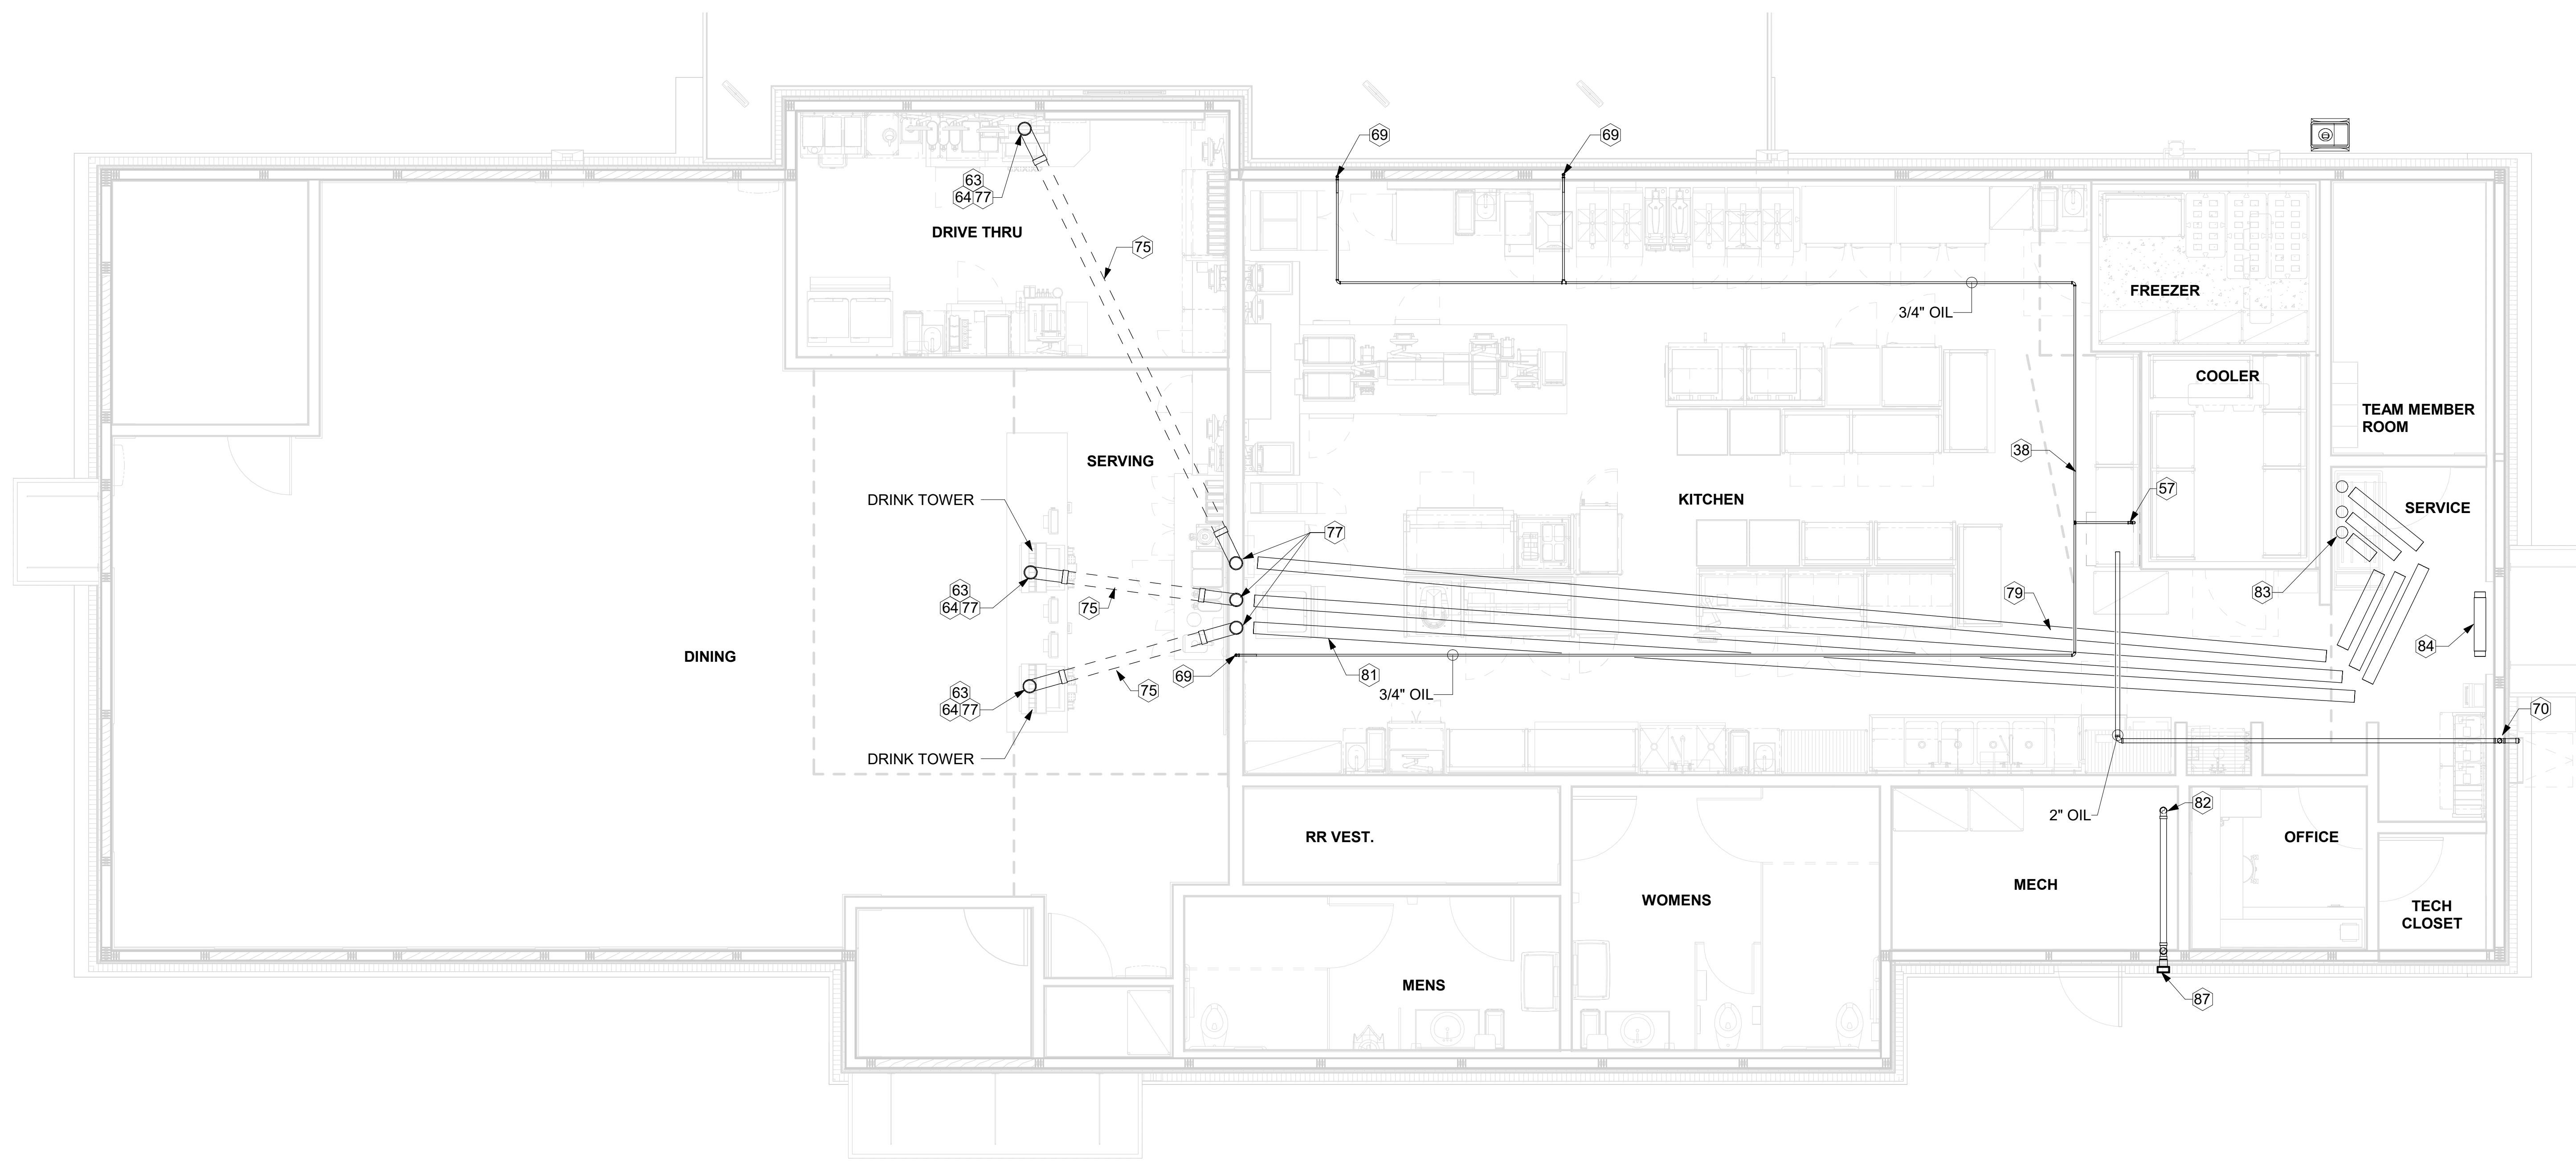 69
69
63
64 77
DRIVE THRU
75
FREEZER
3/4" OIL
COOLER
TEAM MEMBER
ROOM
38
SERVING
DRINK TOWER
KITCHEN
57
SERVICE
77
63
64 77
75
79
83
DINING
84
69
81
3/4" OIL
63
64 77
75
70
DRINK TOWER
82
2" OIL
RR VEST.
OFFICE
MECH
WOMENS
TECH
CLOSET
MENS
87